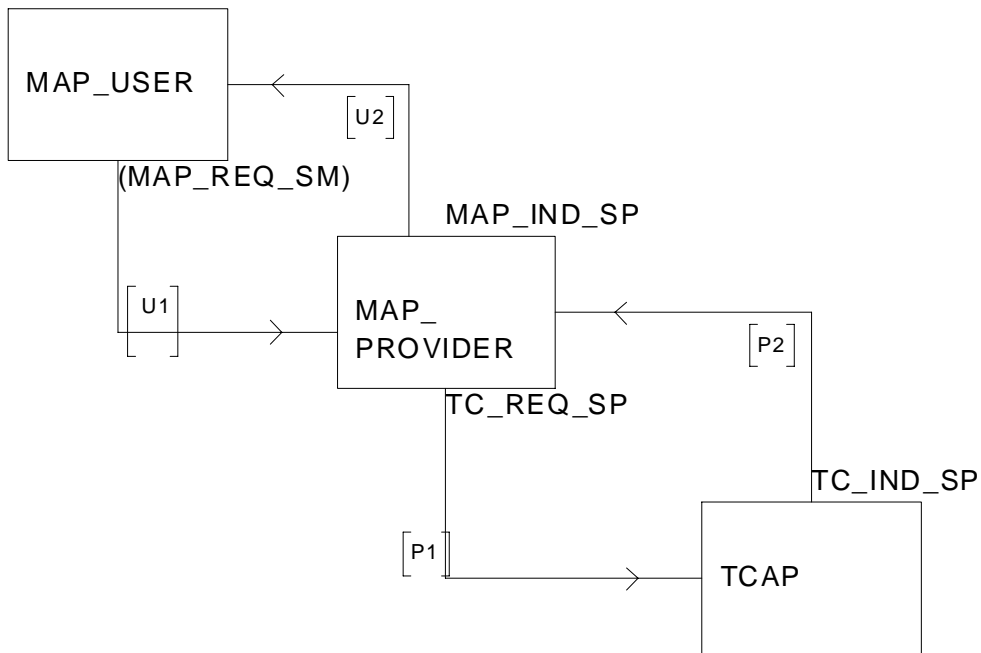 MAP_USER
[U2]
(MAP_REQ_SM)
MAP_IND_SP
[U1]
MAP_
PROVIDER
[P2]
TC_REQ_SP
TC_IND_SP
[P1]
TCAP